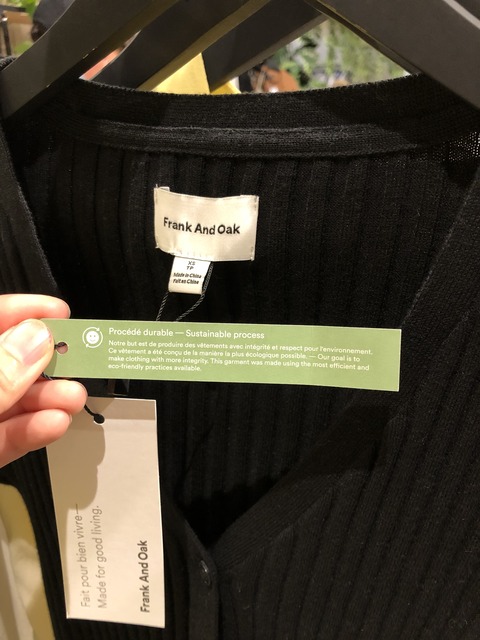 Frank And Oak
XS
TP
Made in China
Fait en Chine
Procédé durable — Sustainable process
Notre but est de produire des vêtements avec intégrité et respect pour l'environnement.
Ce vêtement a été conçu de la manière la plus écologique possible. — Our goal is to
make clothing with more integrity. This garment was made using the most efficient and
eco-friendly practices available.
Fait pour bien vivre—
Made for good living.
Frank And Oak